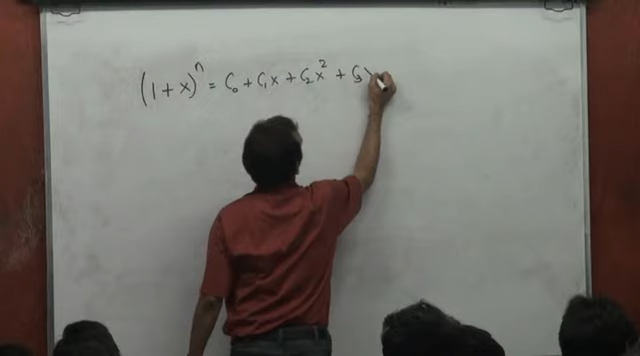 (1+x)ⁿ = C₀ + C₁x + C₂x² + C₃x